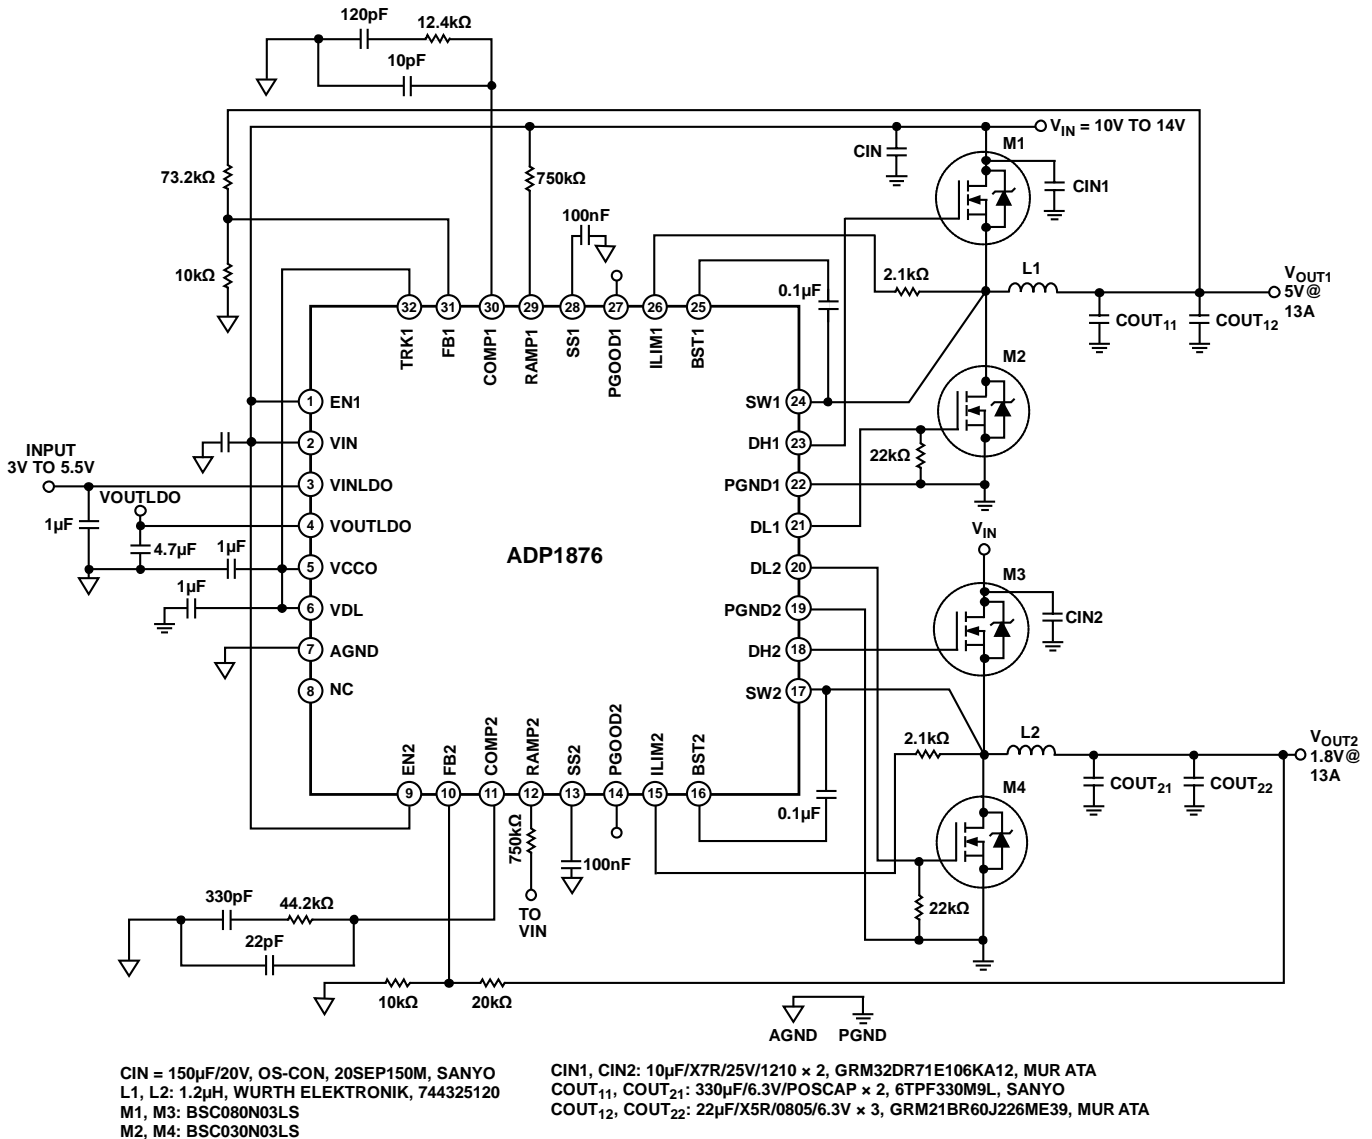 120pF
12.4kΩ
10pF
VIN = 10V TO 14V
M1
CIN
CIN1
73.2kΩ
750kΩ
100nF
10kΩ
2.1kΩ
L1
VOUT1
5V@
13A
0.1µF
COUT11
COUT12
32
31
30
29
28
27
26
25
TRK1
FB1
COMP1
RAMP1
SS1
PGOOD1
ILIM1
BST1
M2
1
EN1
SW1
24
2
VIN
DH1
23
22kΩ
INPUT
3V TO 5.5V
3
VINLDO
PGND1
22
VOUTLDO
4
VOUTLDO
DL1
21
1µF
4.7µF
1µF
5
VCCO
ADP1876
DL2
20
VIN
M3
1µF
6
VDL
PGND2
19
CIN2
7
AGND
DH2
18
8
NC
SW2
17
EN2
FB2
COMP2
RAMP2
SS2
PGOOD2
ILIM2
BST2
2.1kΩ
L2
VOUT2
1.8V@
13A
COUT21
COUT22
9
10
11
12
13
14
15
16
M4
0.1µF
750kΩ
100nF
TO
VIN
22kΩ
330pF
44.2kΩ
22pF
10kΩ
20kΩ
AGND
PGND
CIN = 150µF/20V, OS-CON, 20SEP150M, SANYO
L1, L2: 1.2µH, WURTH ELEKTRONIK, 744325120
M1, M3: BSC080N03LS
M2, M4: BSC030N03LS
CIN1, CIN2: 10µF/X7R/25V/1210 × 2, GRM32DR71E106KA12, MUR ATA
COUT11, COUT21: 330µF/6.3V/POSCAP × 2, 6TPF330M9L, SANYO
COUT12, COUT22: 22µF/X5R/0805/6.3V × 3, GRM21BR60J226ME39, MUR ATA